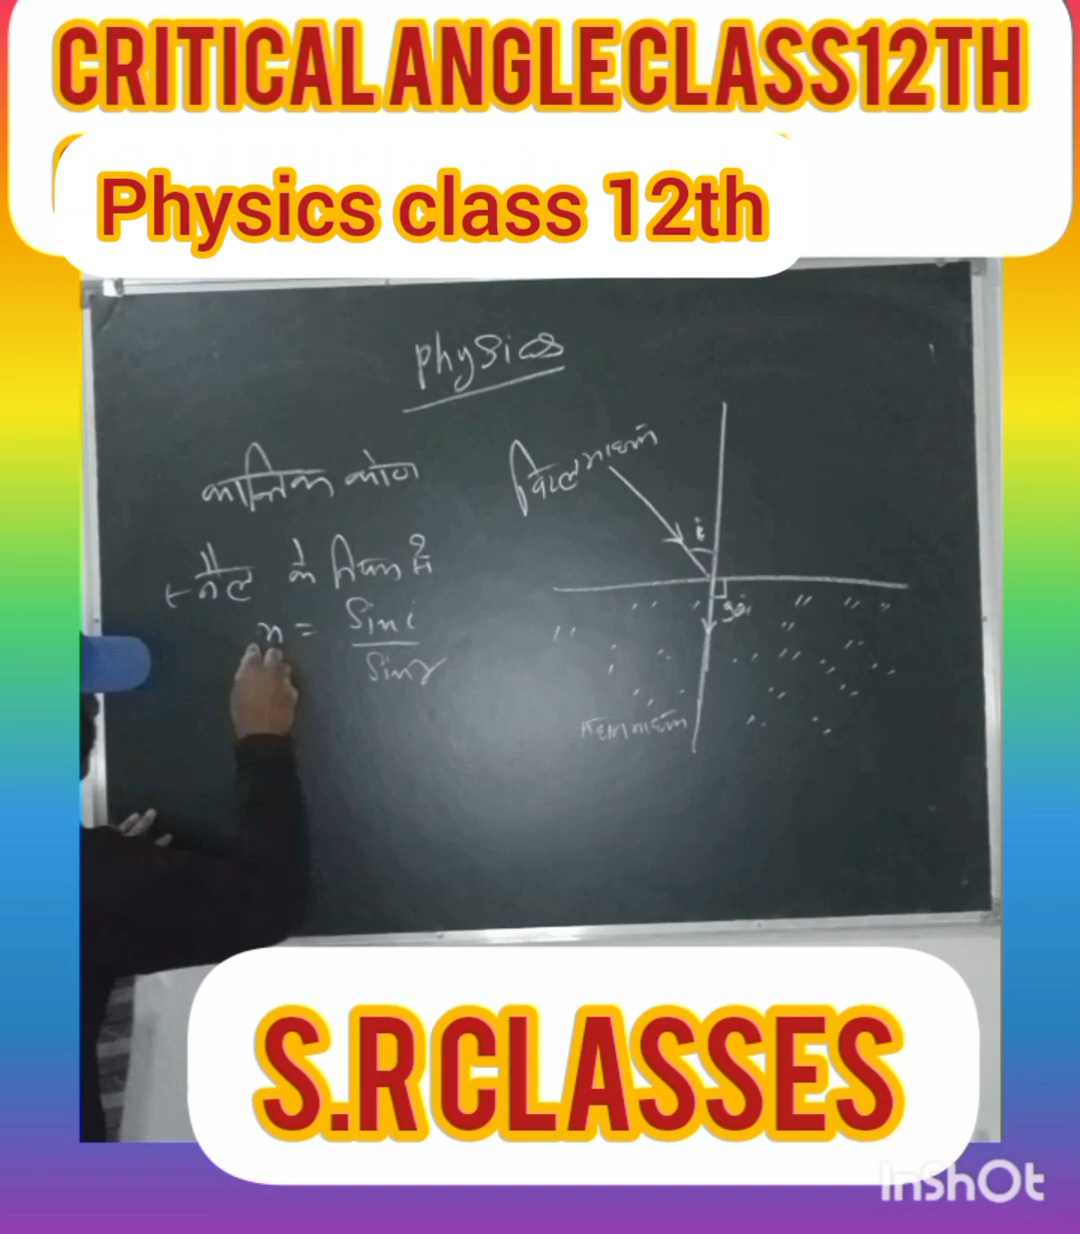 CRITICAL ANGLE CLASS 12TH
Physics class 12th
physics
क्रान्तिक कोण
विरल माध्यम
स्नेल के नियम से
i
n = sin i / sin r
90°
सघन माध्यम
S.R CLASSES
InShOt